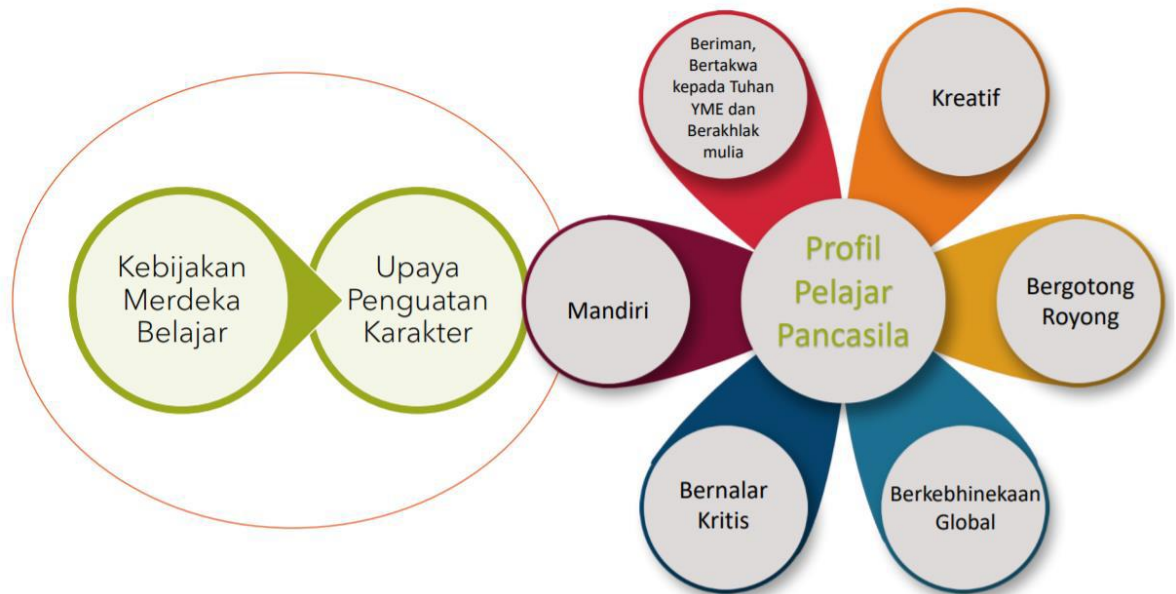 Kebijakan
Merdeka
Belajar
Upaya
Penguatan
Karakter
Mandiri
Beriman,
Bertakwa
kepada Tuhan
YME dan
Berakhlak
mulia
Kreatif
Profil
Pelajar
Pancasila
Bergotong
Royong
Bernalar
Kritis
Berkebhinekaan
Global